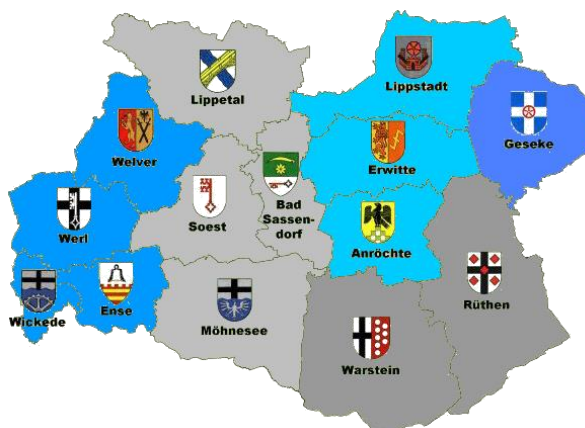 Lippetal
Lippstadt
Geseke
Welver
Erwitte
Soest
Bad
Sassen-
dorf
Werl
Anröchte
Wickede
Ense
Möhnesee
Rüthen
Warstein